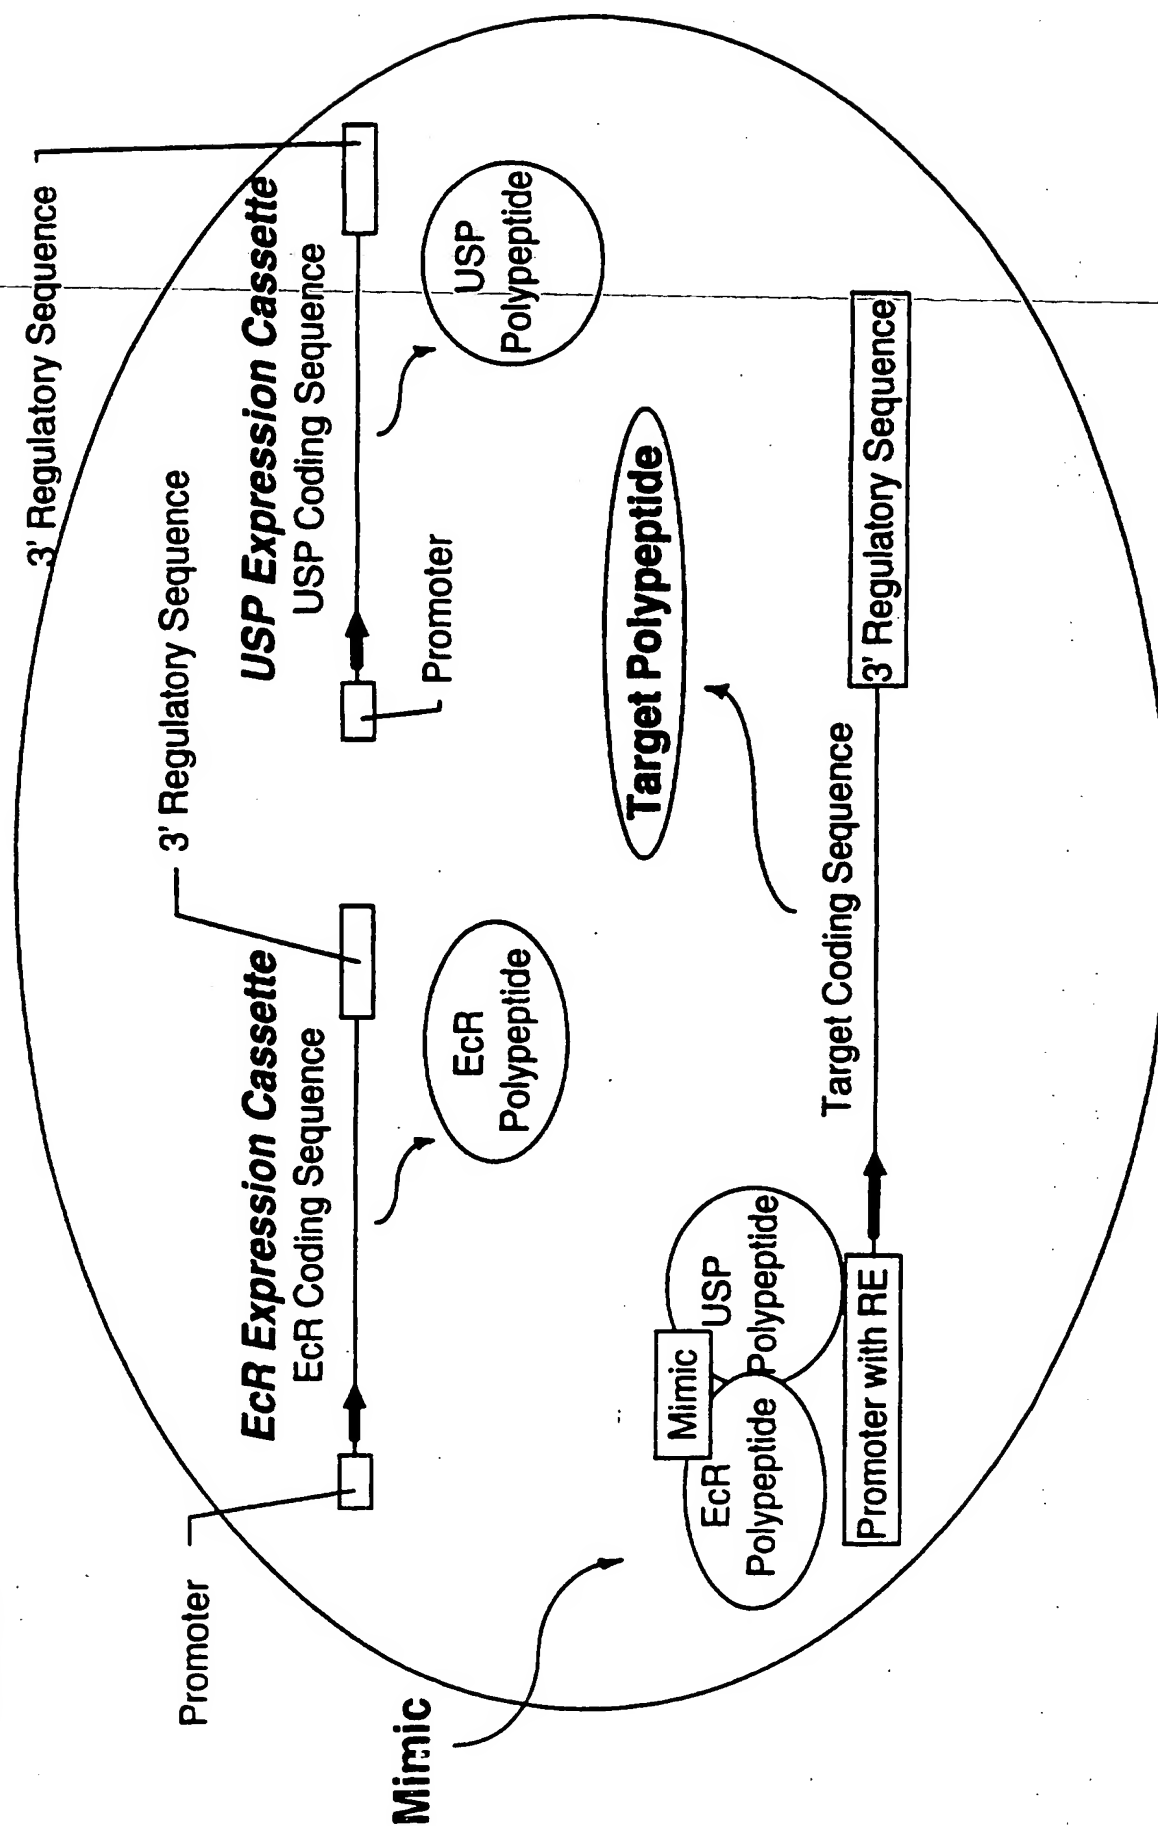 3' Regulatory Sequence
3' Regulatory Sequence
Promoter
EcR Expression Cassette
EcR Coding Sequence
USP Expression Cassette
USP Coding Sequence
Promoter
EcR
Polypeptide
USP
Polypeptide
Mimic
Target Polypeptide
Mimic
EcR
Polypeptide
USP
Polypeptide
Promoter with RE
Target Coding Sequence
3' Regulatory Sequence